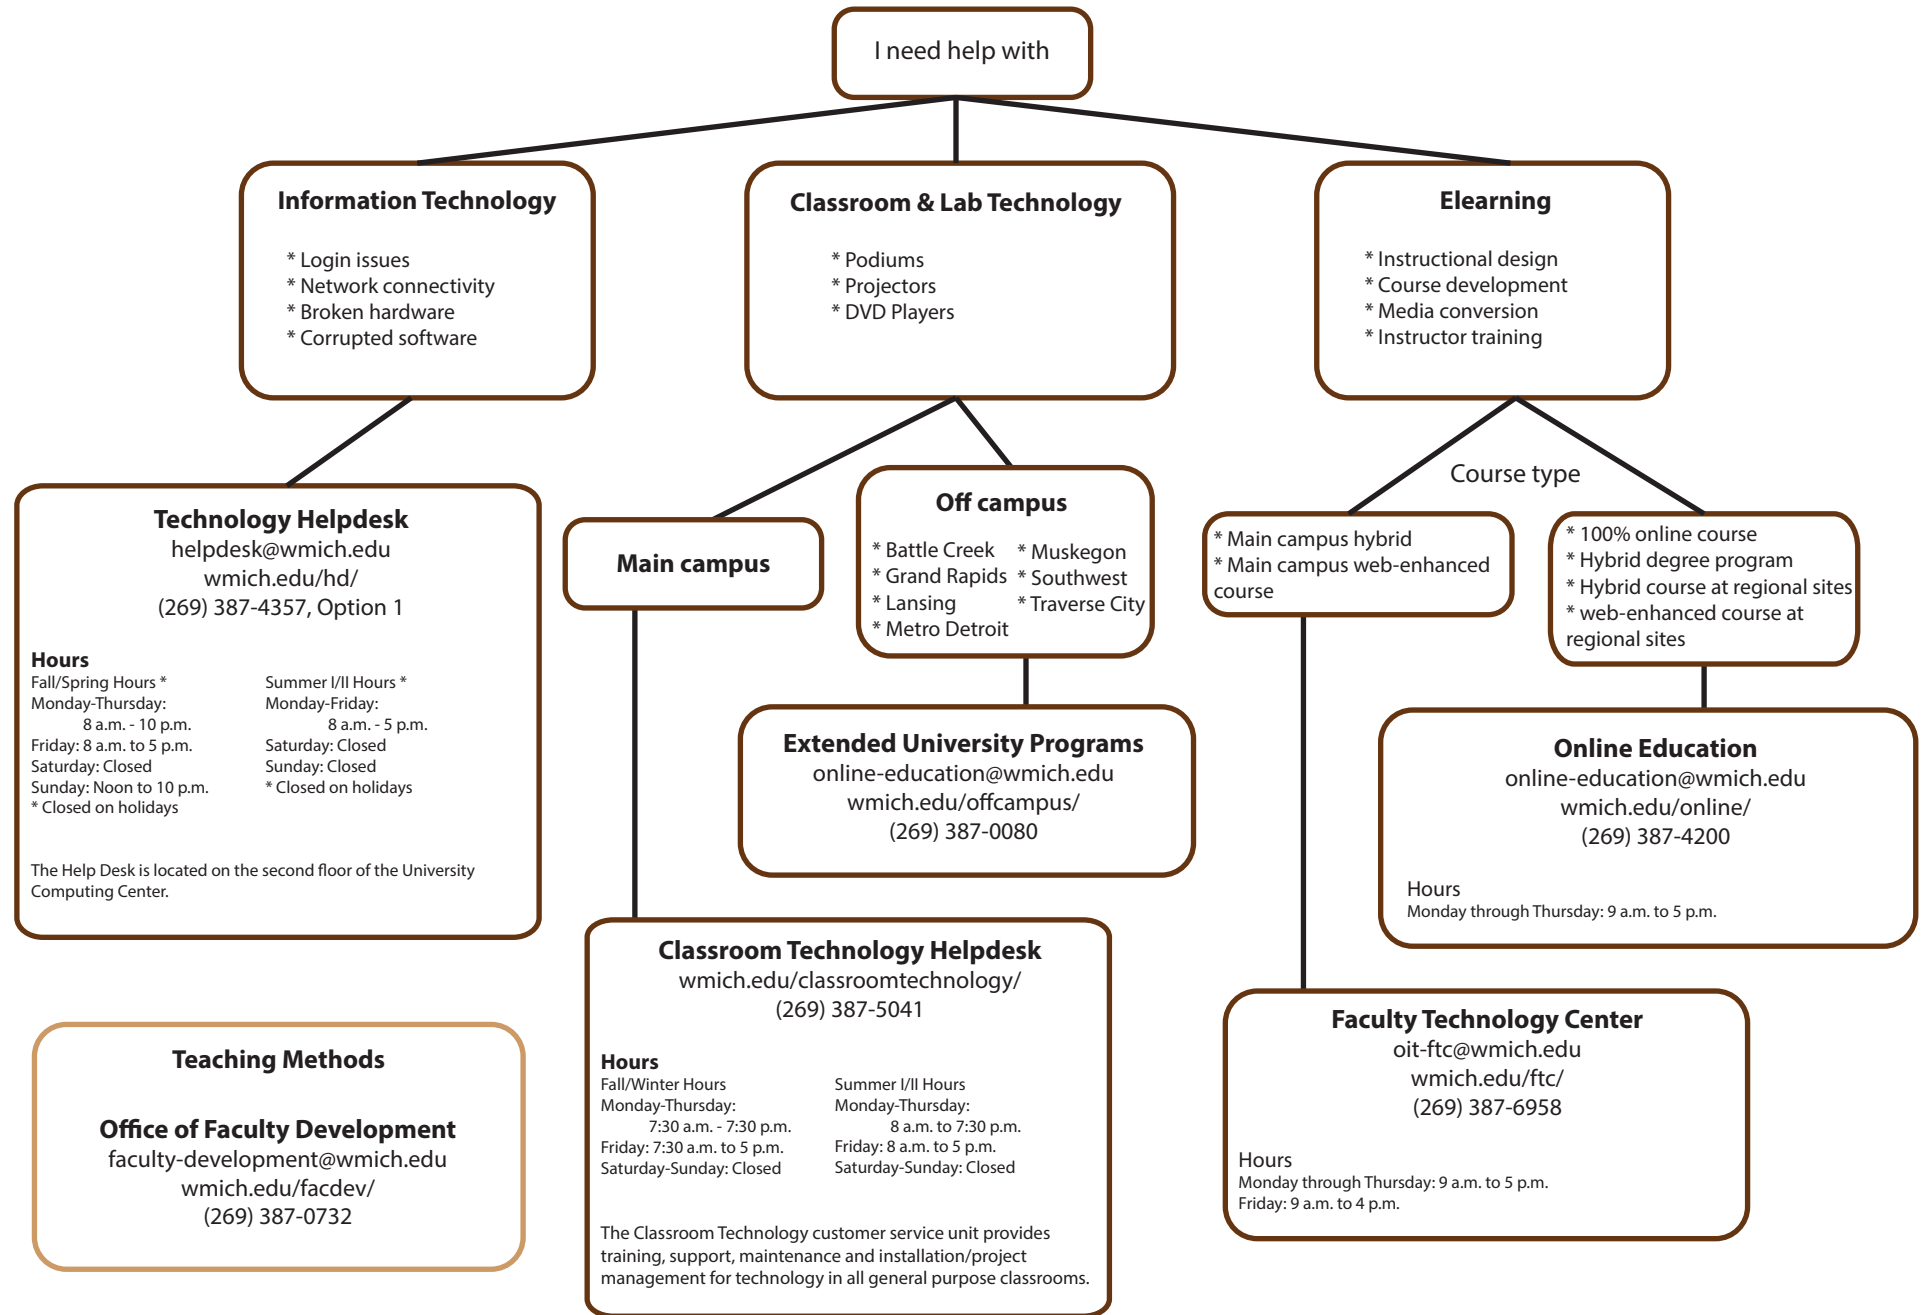 I need help with
Information Technology
* Login issues
* Network connectivity
* Broken hardware
* Corrupted software
Classroom & Lab Technology
* Podiums
* Projectors
* DVD Players
Elearning
* Instructional design
* Course development
* Media conversion
* Instructor training
Technology Helpdesk
helpdesk@wmich.edu
wmich.edu/hd/
(269) 387-4357, Option 1
Hours
Fall/Spring Hours *
Monday-Thursday:
8 a.m. - 10 p.m.
Friday: 8 a.m. to 5 p.m.
Saturday: Closed
Sunday: Noon to 10 p.m.
* Closed on holidays
Summer I/II Hours *
Monday-Friday:
8 a.m. - 5 p.m.
Saturday: Closed
Sunday: Closed
* Closed on holidays
The Help Desk is located on the second floor of the University
Computing Center.
Main campus
Off campus
* Battle Creek
* Grand Rapids
* Lansing
* Metro Detroit
* Muskegon
* Southwest
* Traverse City
Course type
* Main campus hybrid
* Main campus web-enhanced
course
* 100% online course
* Hybrid degree program
* Hybrid course at regional sites
* web-enhanced course at
regional sites
Extended University Programs
online-education@wmich.edu
wmich.edu/offcampus/
(269) 387-0080
Online Education
online-education@wmich.edu
wmich.edu/online/
(269) 387-4200
Hours
Monday through Thursday: 9 a.m. to 5 p.m.
Classroom Technology Helpdesk
wmich.edu/classroomtechnology/
(269) 387-5041
Hours
Fall/Winter Hours
Monday-Thursday:
7:30 a.m. - 7:30 p.m.
Friday: 7:30 a.m. to 5 p.m.
Saturday-Sunday: Closed
Summer I/II Hours
Monday-Thursday:
8 a.m. to 7:30 p.m.
Friday: 8 a.m. to 5 p.m.
Saturday-Sunday: Closed
The Classroom Technology customer service unit provides
training, support, maintenance and installation/project
management for technology in all general purpose classrooms.
Faculty Technology Center
oit-ftc@wmich.edu
wmich.edu/ftc/
(269) 387-6958
Hours
Monday through Thursday: 9 a.m. to 5 p.m.
Friday: 9 a.m. to 4 p.m.
Teaching Methods
Office of Faculty Development
faculty-development@wmich.edu
wmich.edu/facdev/
(269) 387-0732